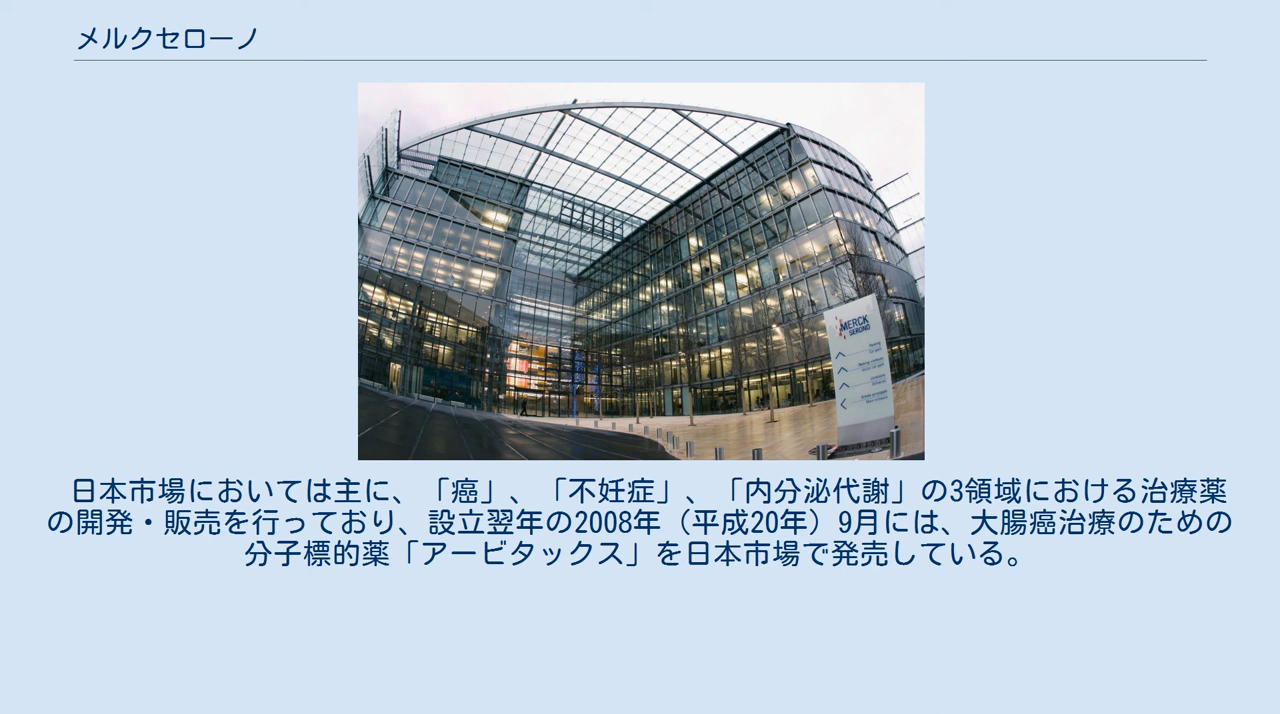 メルクセローノ
MERCK
SERONO
日本市場においては主に、「癌」、「不妊症」、「内分泌代謝」の3領域における治療薬
の開発・販売を行っており、設立翌年の2008年（平成20年）9月には、大腸癌治療のための
分子標的薬「アービタックス」を日本市場で発売している。